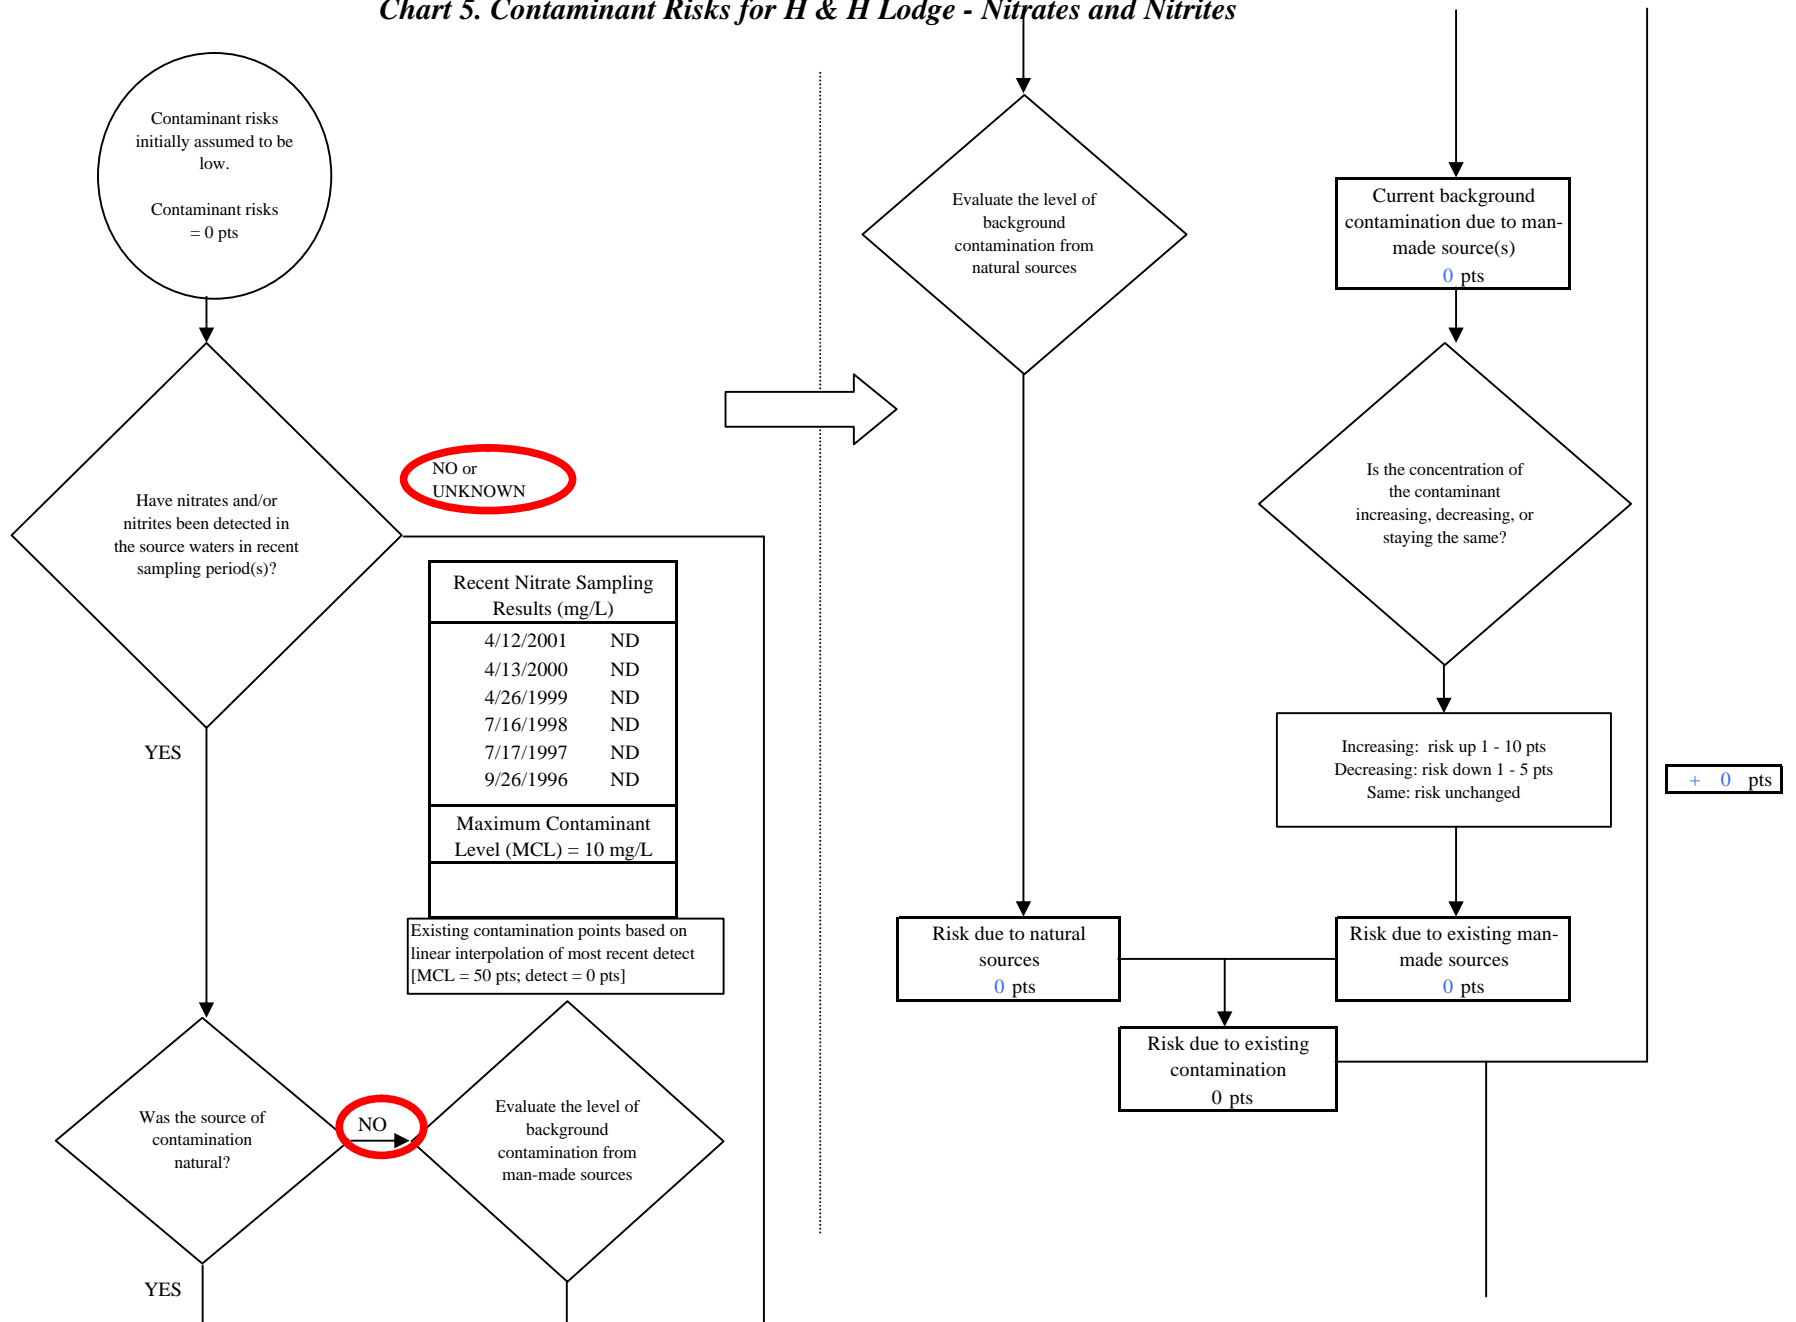 Chart 5. Contaminant Risks for H & H Lodge - Nitrates and Nitrites
Contaminant risks
initially assumed to be
low.
Contaminant risks
= 0 pts
Have nitrates and/or
nitrites been detected in
the source waters in recent
sampling period(s)?
NO or
UNKNOWN
YES
Recent Nitrate Sampling
Results (mg/L)
4/12/2001 ND
4/13/2000 ND
4/26/1999 ND
7/16/1998 ND
7/17/1997 ND
9/26/1996 ND
Maximum Contaminant
Level (MCL) = 10 mg/L
Existing contamination points based on
linear interpolation of most recent detect
[MCL = 50 pts; detect = 0 pts]
Was the source of
contamination
natural?
NO
YES
Evaluate the level of
background
contamination from
man-made sources
Evaluate the level of
background
contamination from
natural sources
Current background
contamination due to man-
made source(s)
0 pts
Is the concentration of
the contaminant
increasing, decreasing, or
staying the same?
Increasing: risk up 1 - 10 pts
Decreasing: risk down 1 - 5 pts
Same: risk unchanged
+ 0 pts
Risk due to natural
sources
0 pts
Risk due to existing man-
made sources
0 pts
Risk due to existing
contamination
0 pts